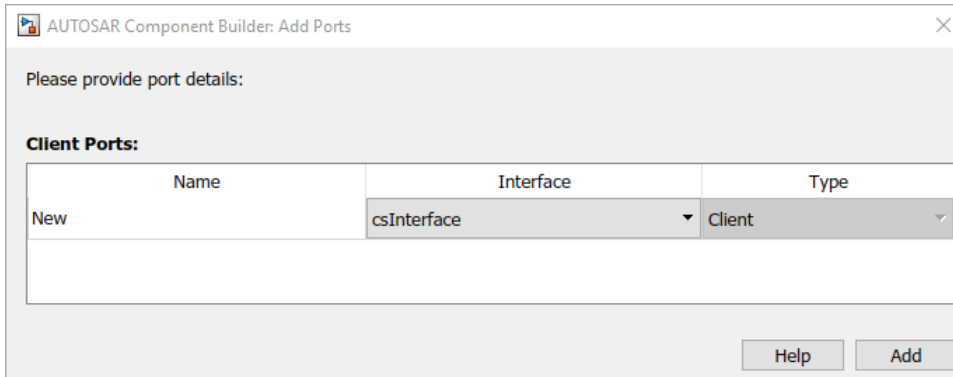 AUTOSAR Component Builder: Add Ports
Please provide port details:
Client Ports:
Name Interface Type
New csInterface Client
Help Add